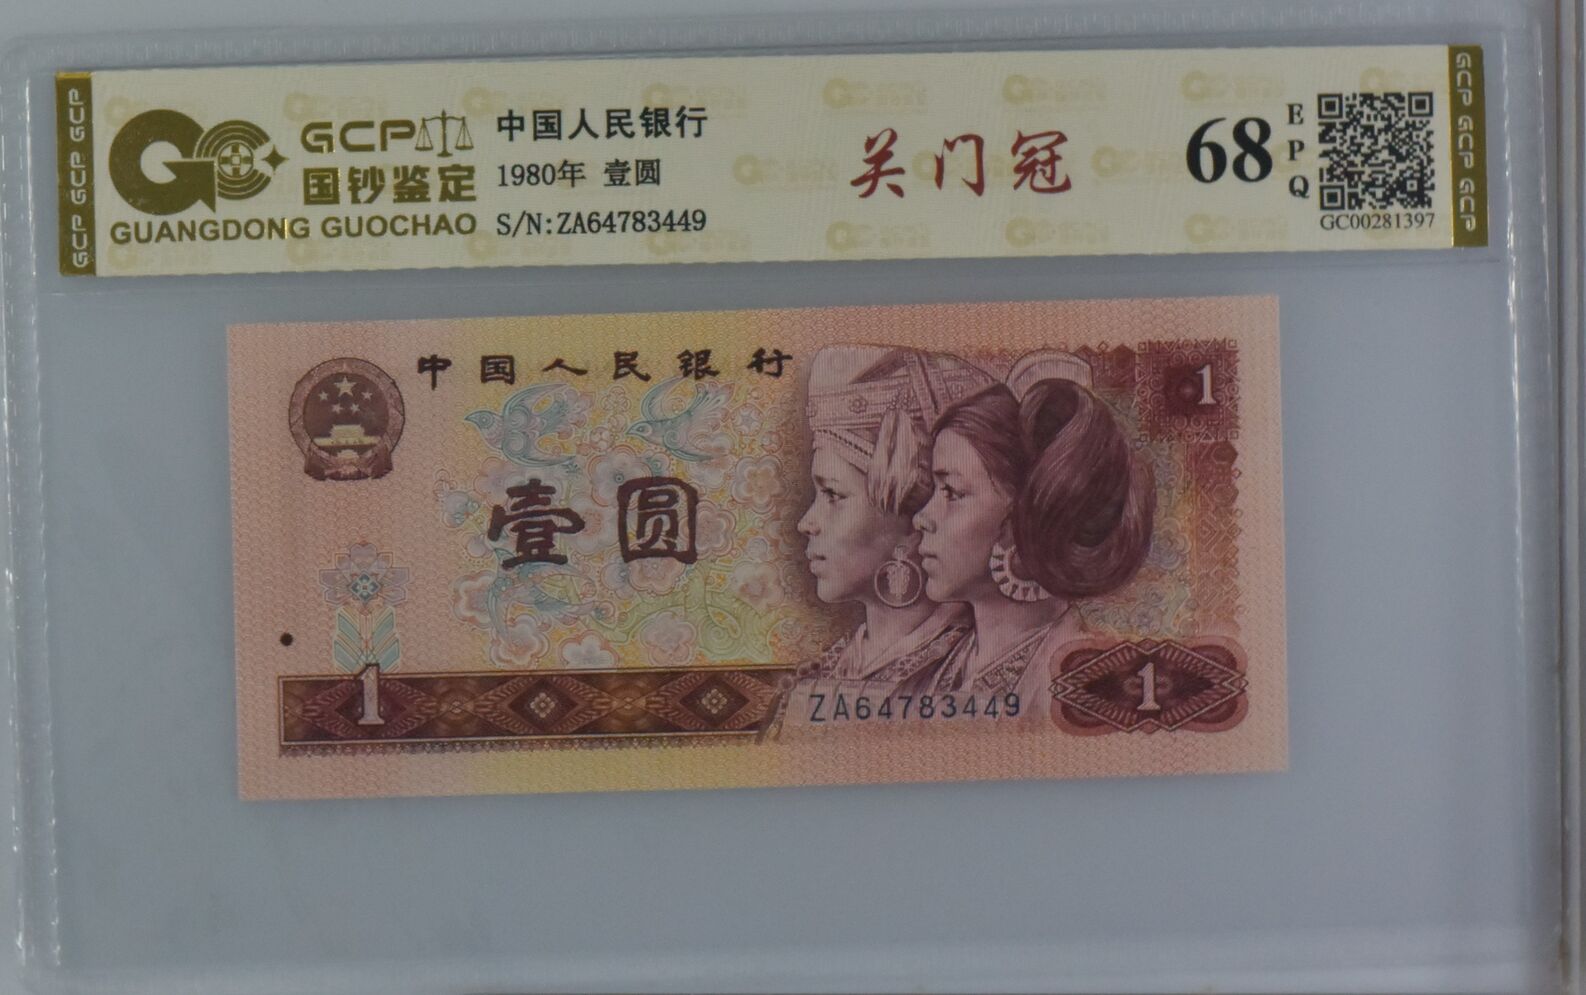 GCP GCP GCP
GCP
国钞鉴定
GUANGDONG GUOCHAO
中国人民银行
1980年 壹圆
S/N:ZA64783449
关门冠
68
EPQ
GC00281397
GCP GCP GCP
中国人民银行
1
壹圆
1
ZA64783449
1